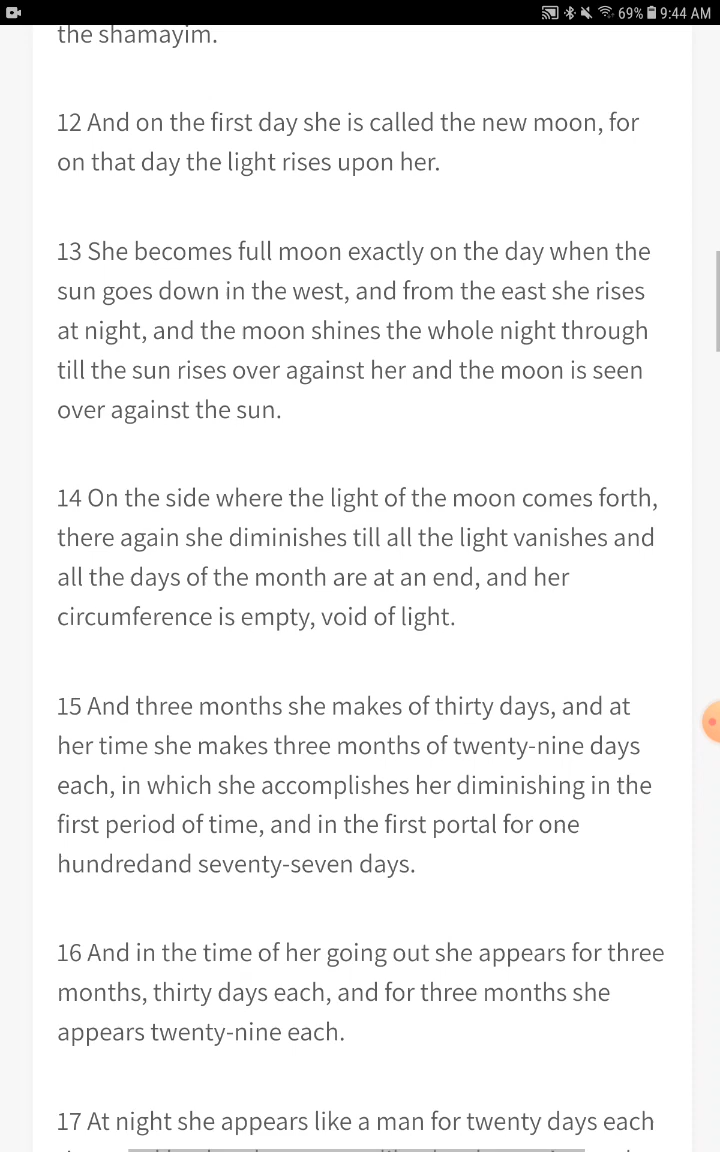 69% 9:44 AM
the shamayim.
12 And on the first day she is called the new moon, for
on that day the light rises upon her.
13 She becomes full moon exactly on the day when the
sun goes down in the west, and from the east she rises
at night, and the moon shines the whole night through
till the sun rises over against her and the moon is seen
over against the sun.
14 On the side where the light of the moon comes forth,
there again she diminishes till all the light vanishes and
all the days of the month are at an end, and her
circumference is empty, void of light.
15 And three months she makes of thirty days, and at
her time she makes three months of twenty-nine days
each, in which she accomplishes her diminishing in the
first period of time, and in the first portal for one
hundredand seventy-seven days.
16 And in the time of her going out she appears for three
months, thirty days each, and for three months she
appears twenty-nine each.
17 At night she appears like a man for twenty days each